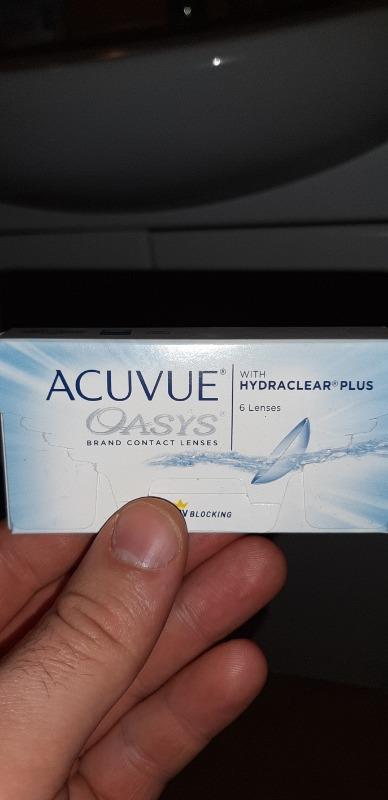 ACUVUE®
OASYS®
BRAND CONTACT LENSES
WITH
HYDRACLEAR® PLUS
6 Lenses
BLOCKING